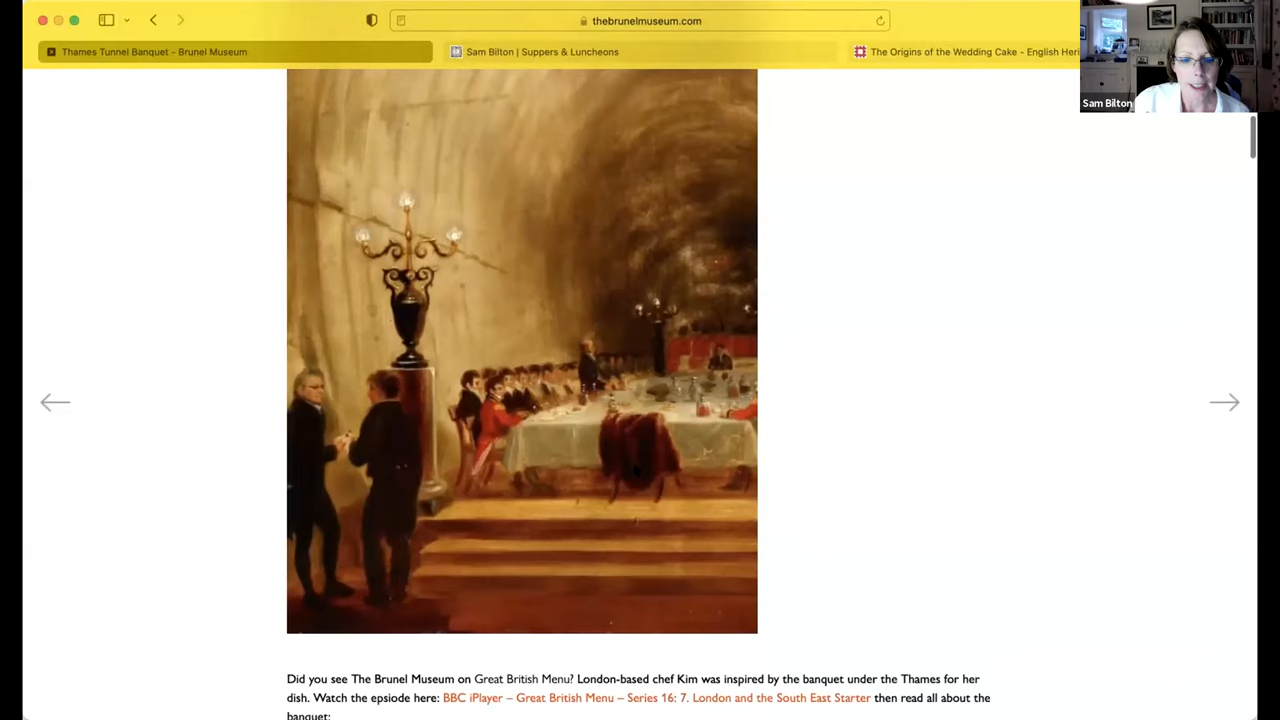 thebrunelmuseum.com
Thames Tunnel Banquet - Brunel Museum
Sam Bilton | Suppers & Luncheons
The Origins of the Wedding Cake - English Heri
Sam Bilton
Did you see The Brunel Museum on Great British Menu? London-based chef Kim was inspired by the banquet under the Thames for her
dish. Watch the epsiode here: BBC iPlayer – Great British Menu – Series 16: 7. London and the South East Starter then read all about the
banquet: